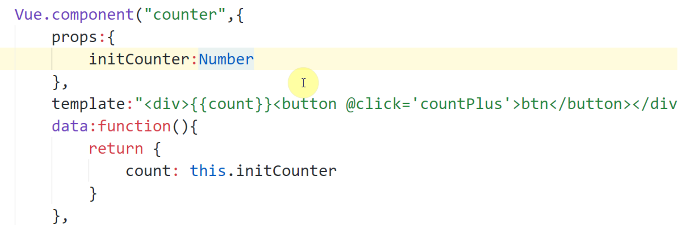 Vue.component("counter",{
props:{
initCounter:Number
},
template:"<div>{{count}}<button @click='countPlus'>btn</button></div
data:function(){
return {
count: this.initCounter
}
},